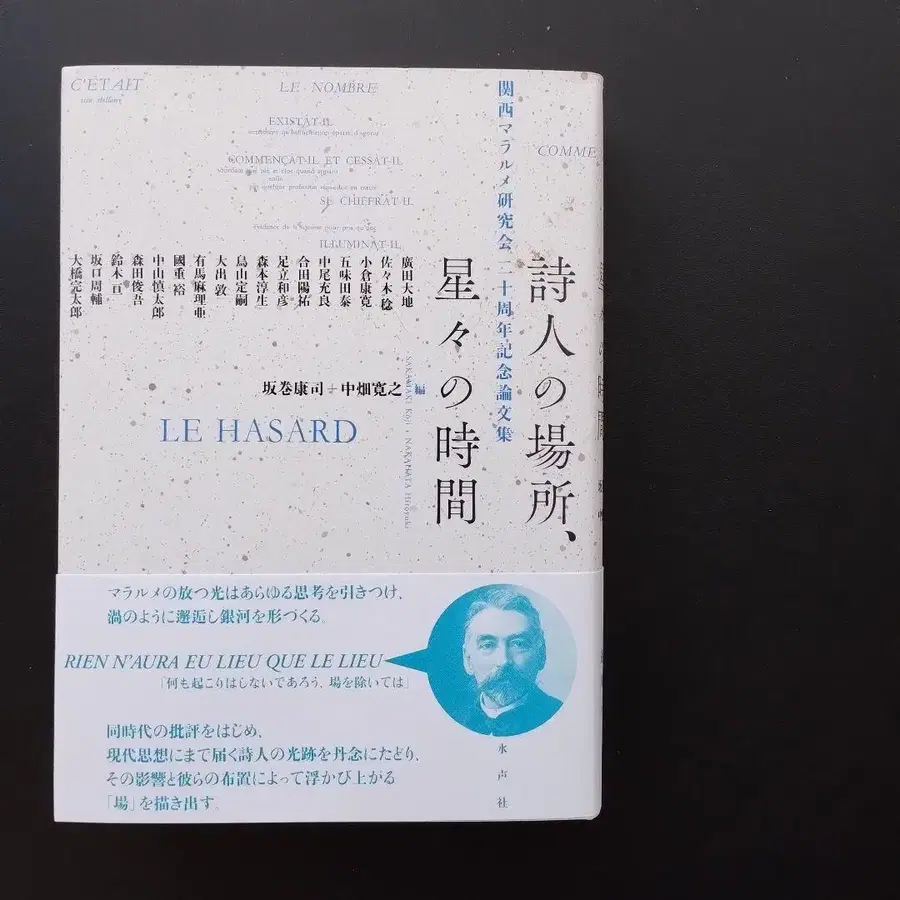 C'ÉTAIT
issu stellaire
LE NOMBRE
EXISTÂT-IL
COMMENÇÂT-IL ET CESSÂT-IL
SE CHIFFRÂT-IL
ILLUMINÂT-IL
COMME
関西マラルメ研究会二十周年記念論文集
詩人の場所、
星々の時間
廣田大地
佐々木稔
小倉康寛
五味田泰
中尾充良
合田陽祐
足立和彦
森本淳生
鳥山定嗣
大出敦
有馬麻理亜
國重裕
中山慎太郎
森田俊吾
鈴木亘
坂口周輔
大橋完太郎
坂巻康司+中畑寛之 編
SAKAMAKI Koji + NAKAHATA Hiroyuki
LE HASARD
マラルメの放つ光はあらゆる思考を引きつけ、
渦のように邂逅し銀河を形づくる。
RIEN N'AURA EU LIEU QUE LE LIEU
「何も起こりはしないであろう、場を除いては」
同時代の批評をはじめ、
現代思想にまで届く詩人の光跡を丹念にたどり、
その影響と彼らの布置によって浮かび上がる
「場」を描き出す。
水声社